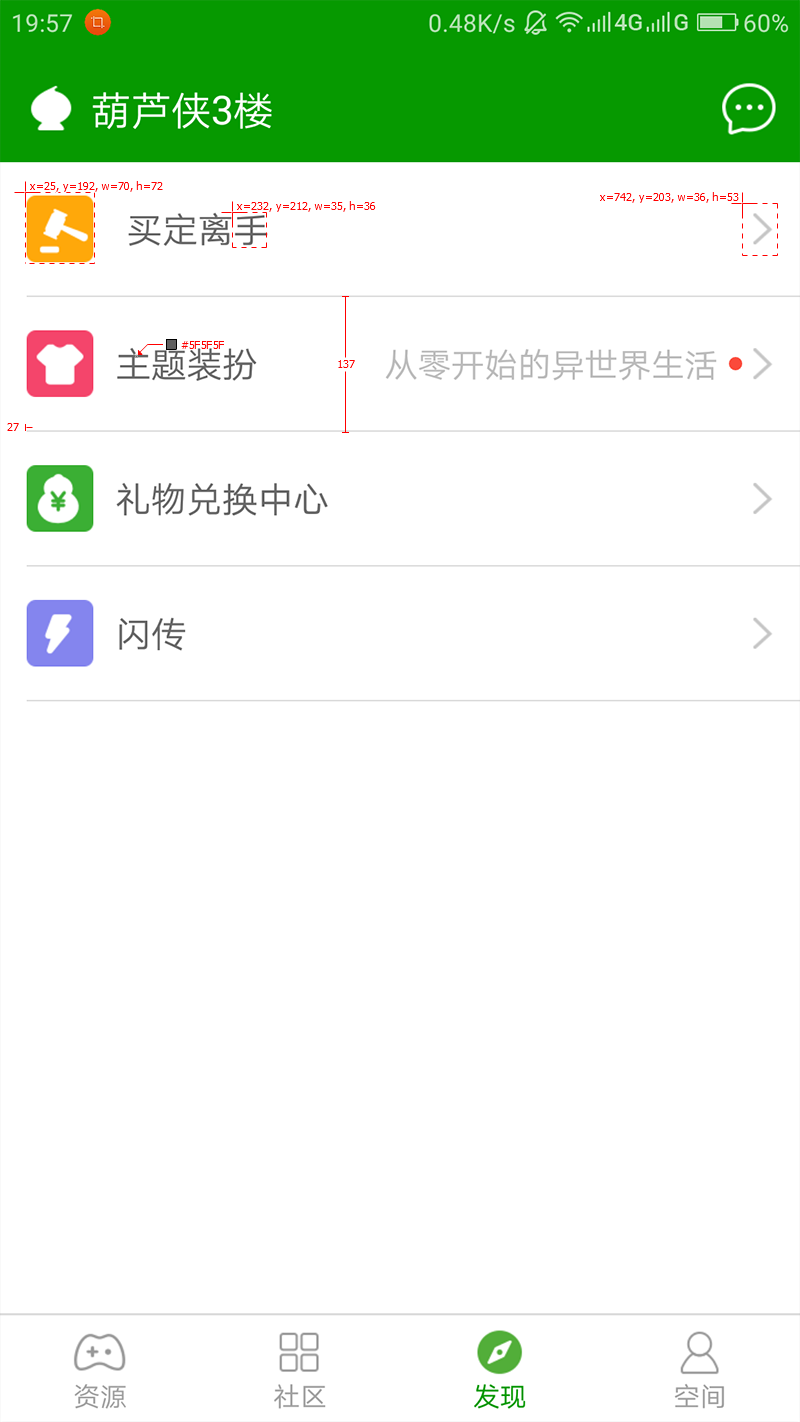 19:57 0.48K/s 4G G 60%
葫芦侠3楼
x=25, y=192, w=70, h=72
x=232, y=212, w=35, h=36
x=742, y=203, w=36, h=53
买定离手
#5F5F5F
主题装扮 137 从零开始的异世界生活
27
礼物兑换中心
闪传
资源 社区 发现 空间